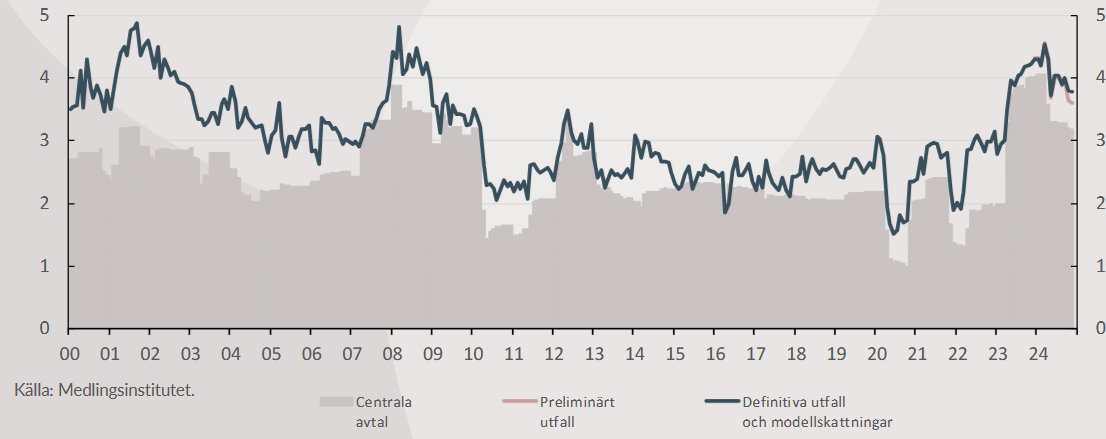 5 5
4 4
3 3
2 2
1 1
0 0
00 01 02 03 04 05 06 07 08 09 10 11 12 13 14 15 16 17 18 19 20 21 22 23 24
Källa: Medlingsinstitutet.
Centrala avtal
Preliminärt utfall
Definitiva utfall och modellskattningar